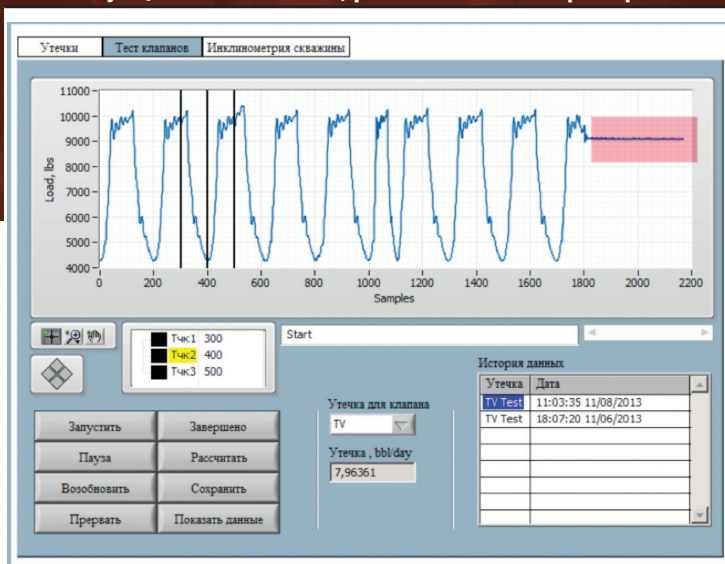 Утечки Тест клапанов Инклинометрия скважины
11000
10000
9000
8000
7000
6000
5000
4000
Load, lbs
0 200 400 600 800 1000 1200 1400 1600 1800 2000 2200
Samples
Тчк1 300
Тчк2 400
Тчк3 500
Start
Запустить Завершено
Пауза Рассчитать
Возобновить Сохранить
Прервать Показать данные
Утечка для клапана
TV
Утечка , bbl/day
7,96361
История данных
Утечка Дата
TV Test 11:03:35 11/08/2013
TV Test 18:07:20 11/06/2013